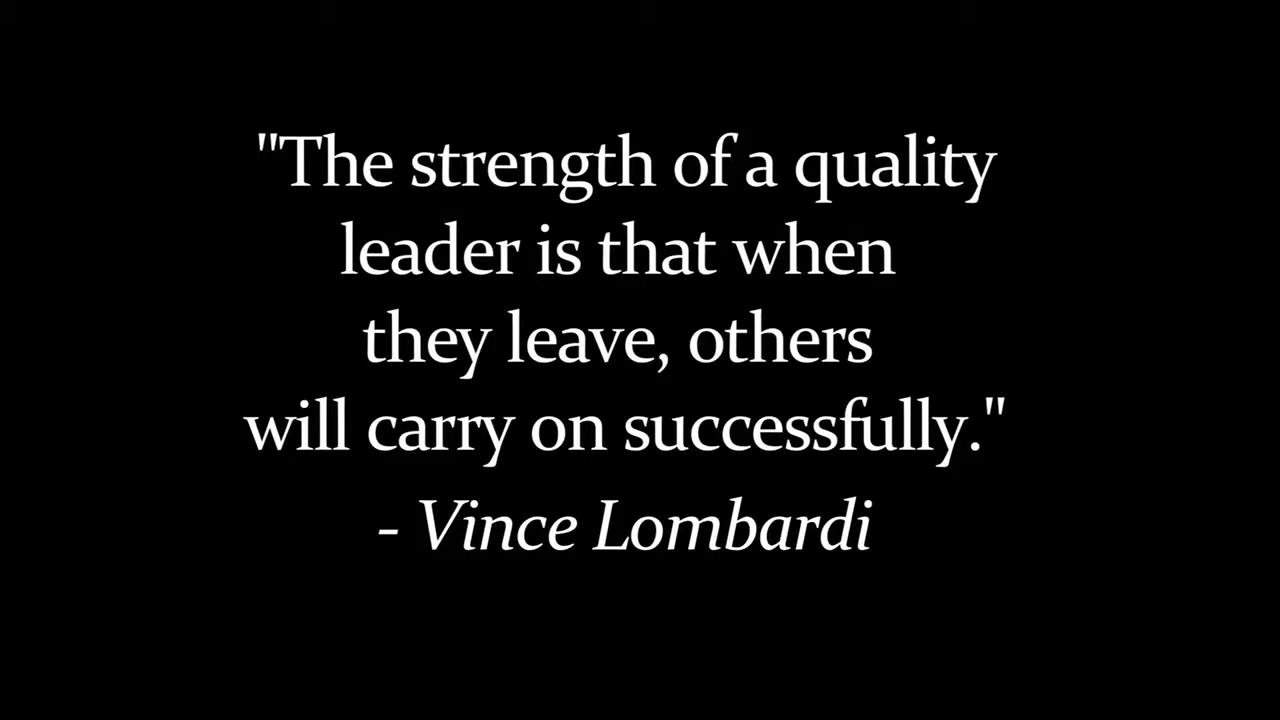 "The strength of a quality
leader is that when
they leave, others
will carry on successfully."
- Vince Lombardi